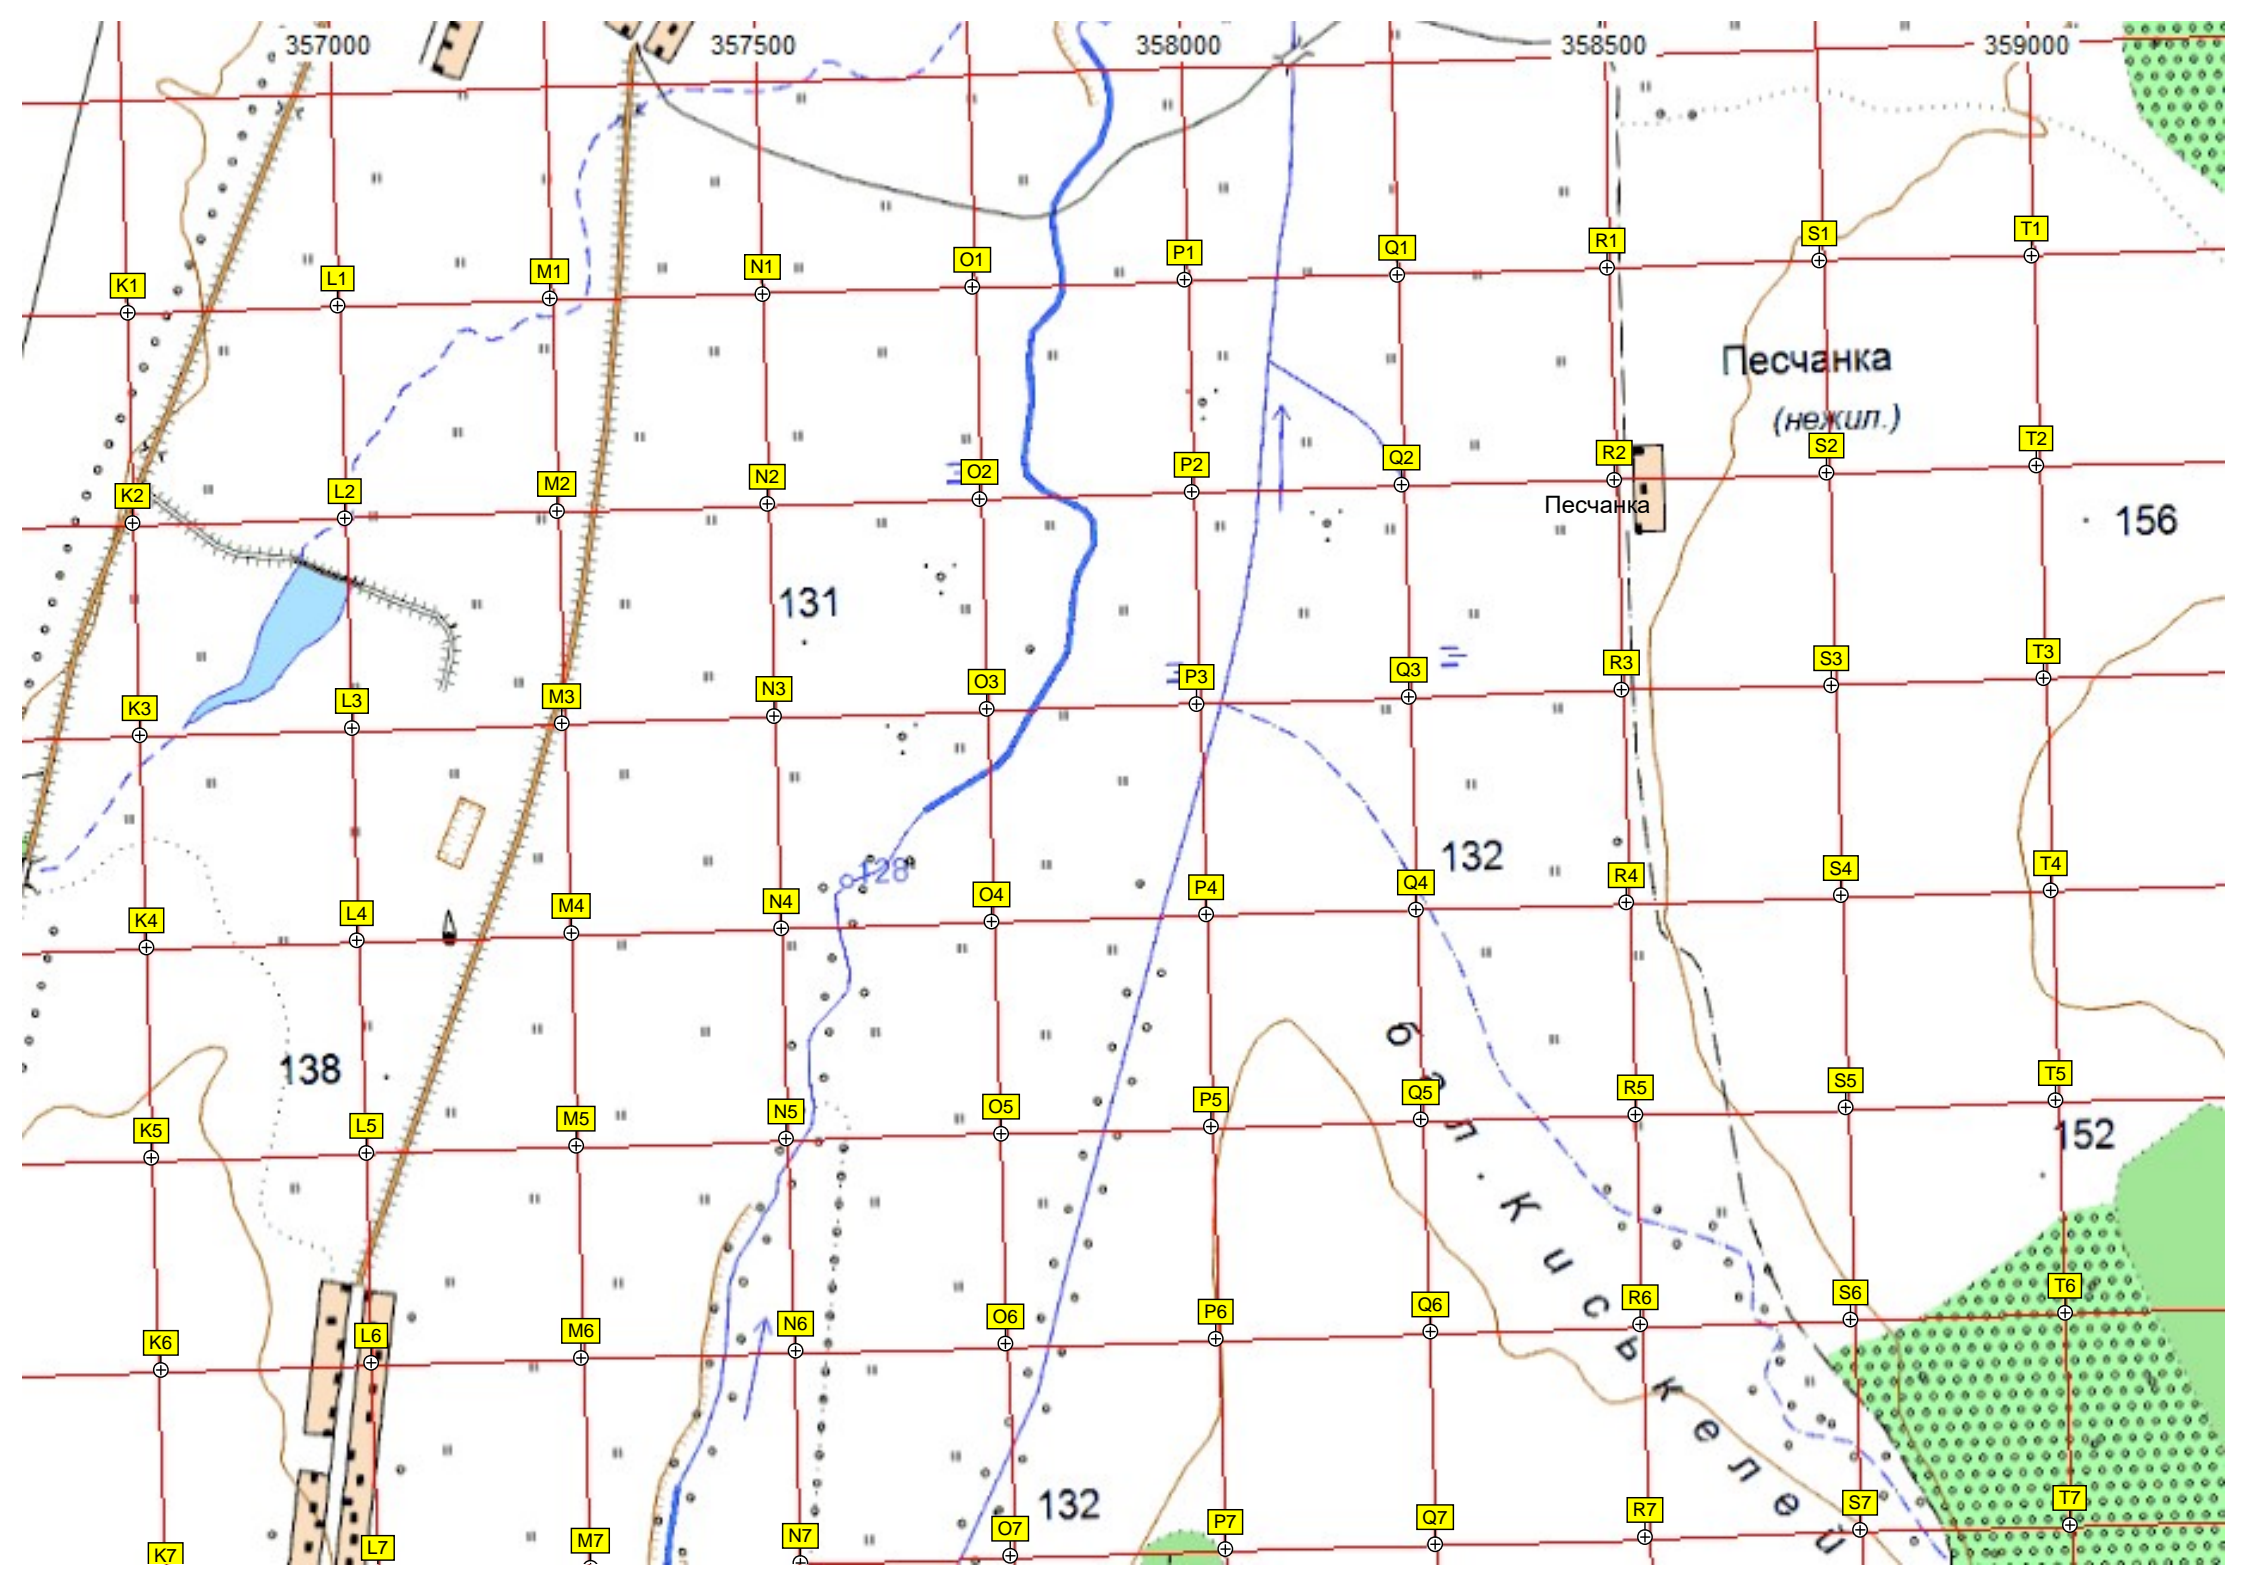 357000 357500 358000 358500 359000
K1 L1 M1 N1 O1 P1 Q1 R1 S1 T1
Песчанка
(нежил.)
K2 L2 M2 N2 O2 P2 Q2 R2 S2 T2
Песчанка
156
131
K3 L3 M3 N3 O3 P3 Q3 R3 S3 T3
132
128
K4 L4 M4 N4 O4 P4 Q4 R4 S4 T4
138
K5 L5 M5 N5 O5 P5 Q5 R5 S5 T5
152
бал. Киськелей
K6 L6 M6 N6 O6 P6 Q6 R6 S6 T6
132
K7 L7 M7 N7 O7 P7 Q7 R7 S7 T7